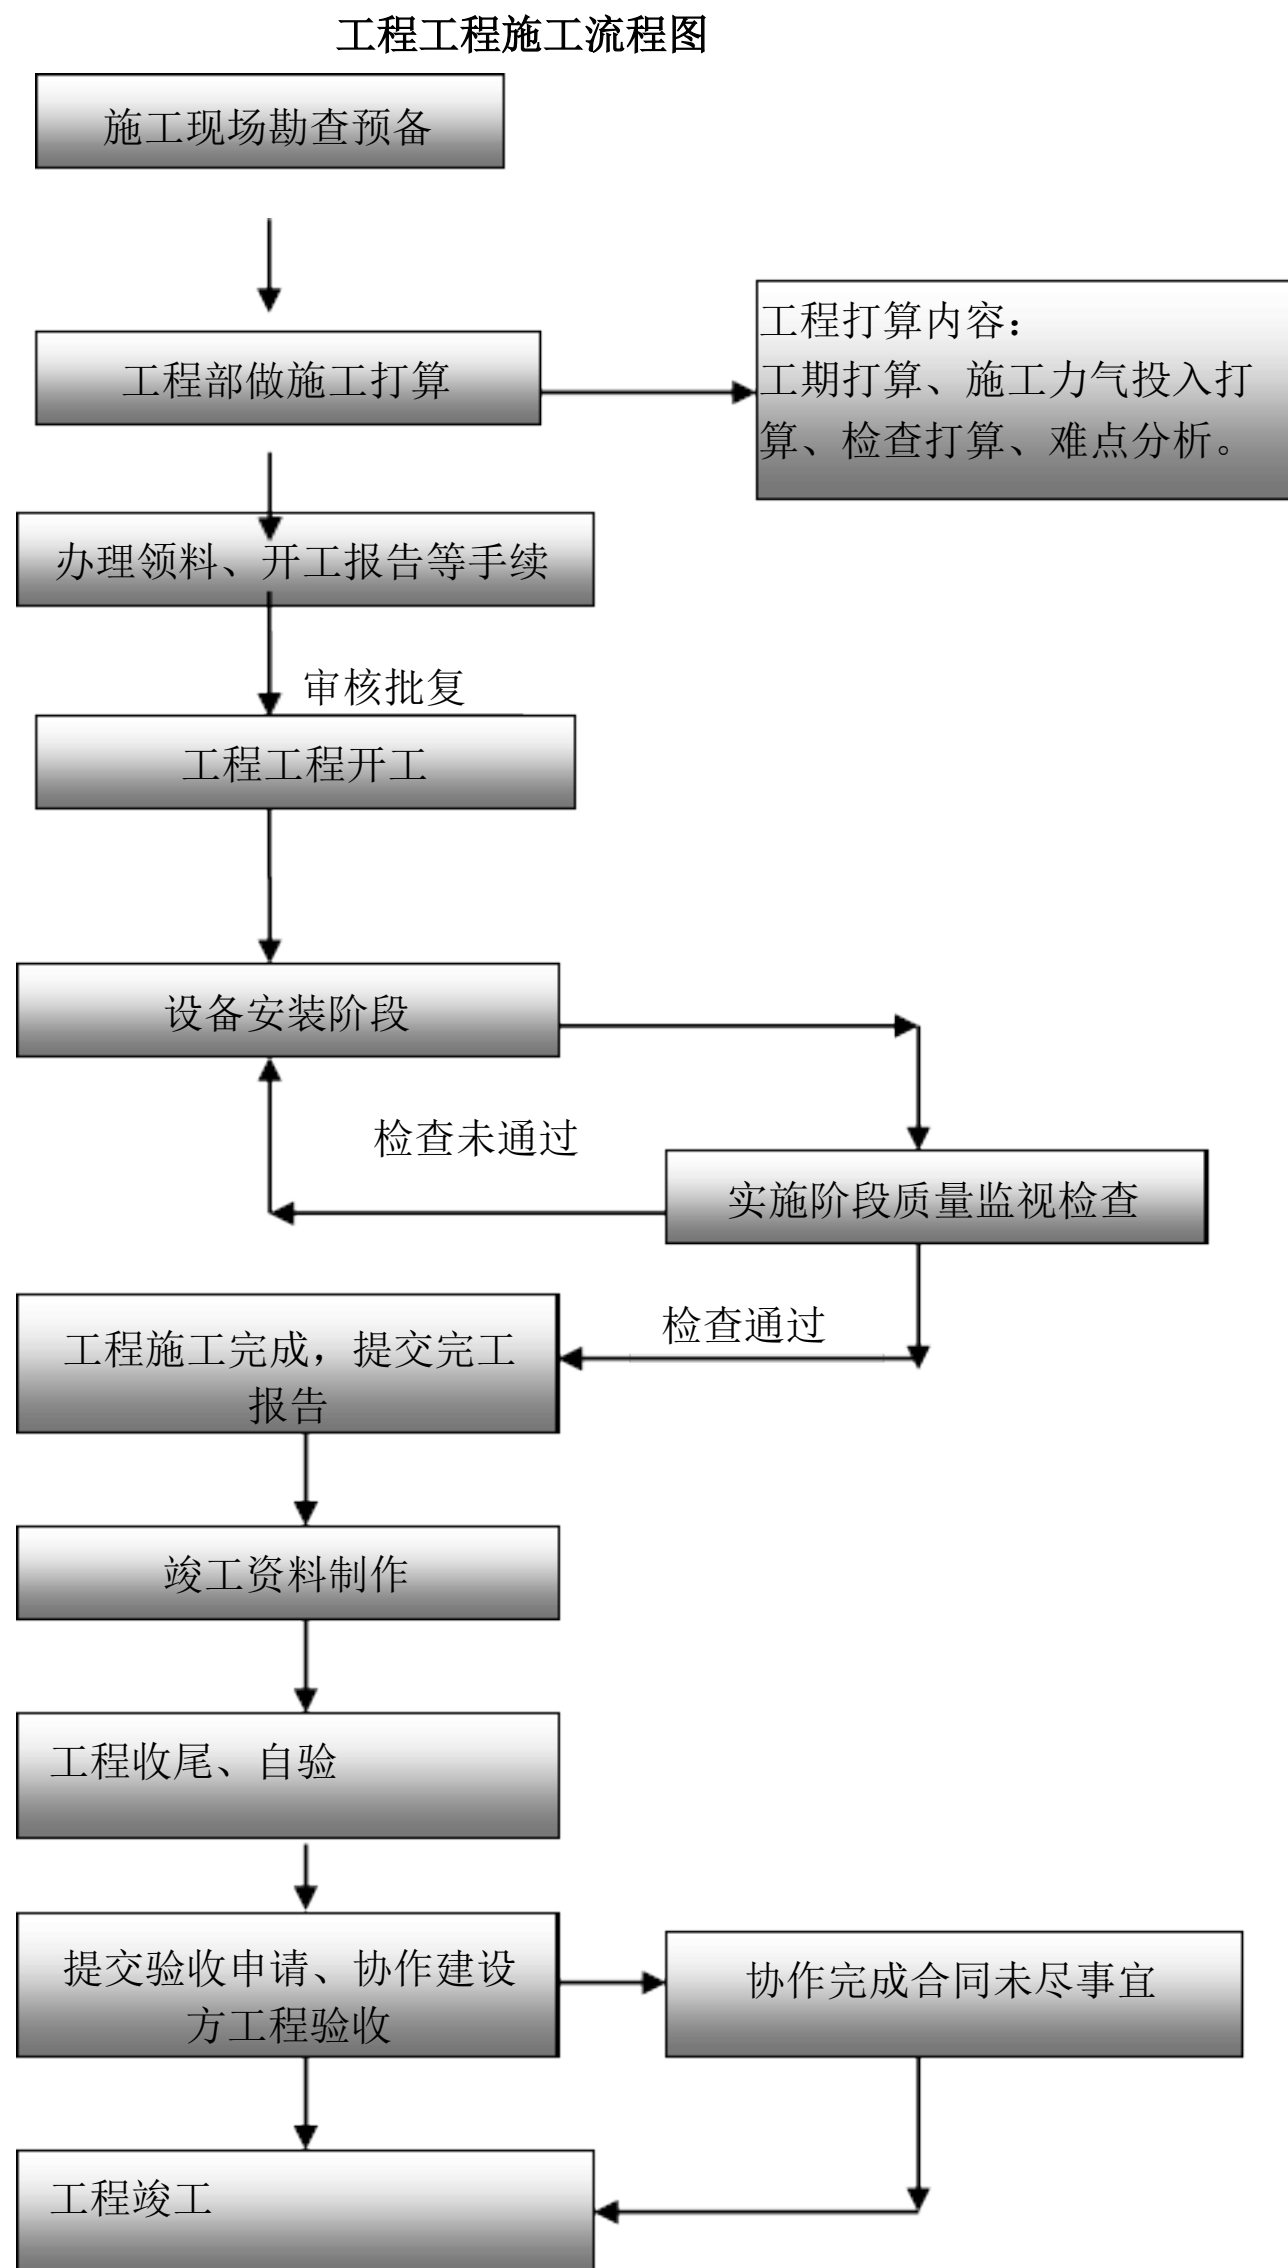 工程工程施工流程图
施工现场勘查预备
工程部做施工打算
工程打算内容：
工期打算、施工力气投入打
算、检查打算、难点分析。
办理领料、开工报告等手续
审核批复
工程工程开工
设备安装阶段
检查未通过
实施阶段质量监视检查
检查通过
工程施工完成，提交完工
报告
竣工资料制作
工程收尾、自验
提交验收申请、协作建设
方工程验收
协作完成合同未尽事宜
工程竣工